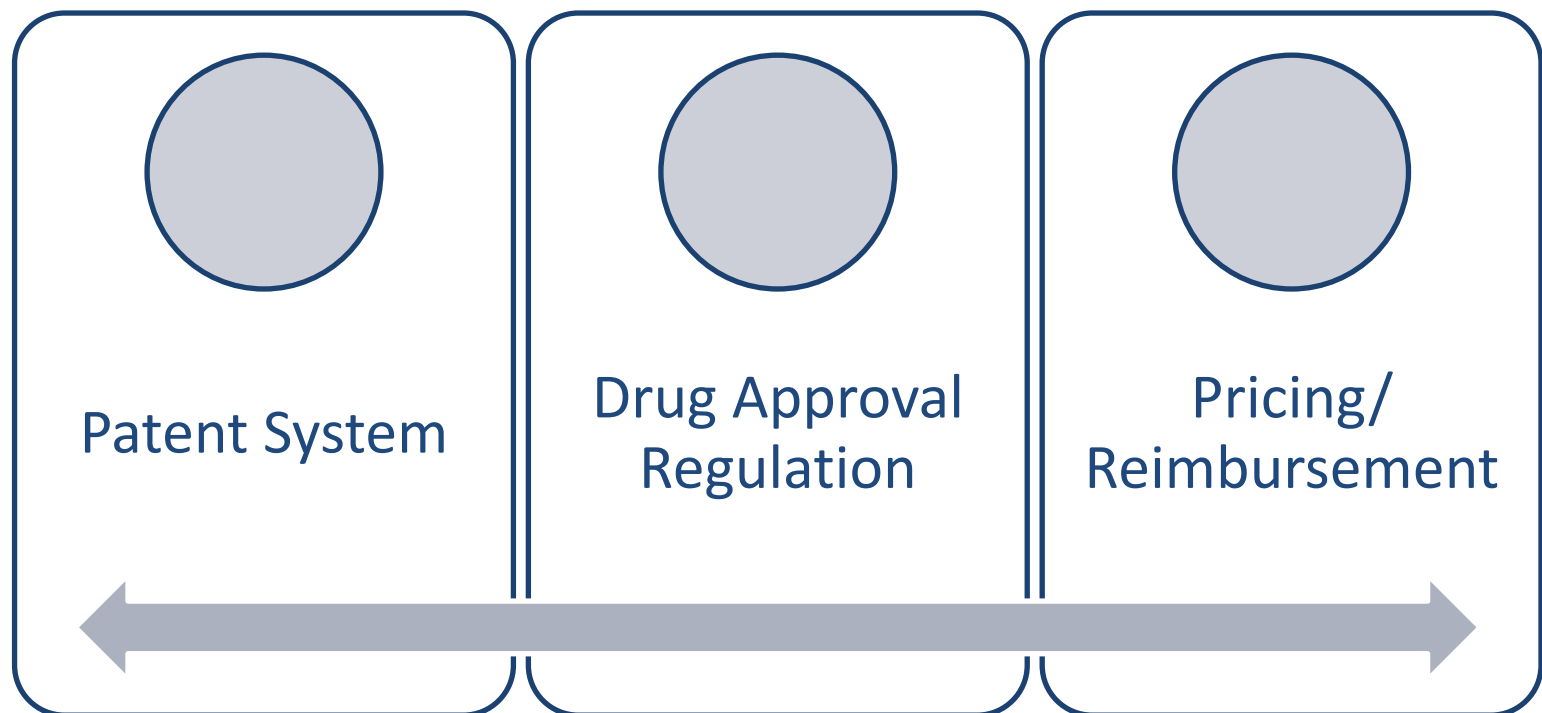 Patent System
Drug Approval
Regulation
Pricing/
Reimbursement